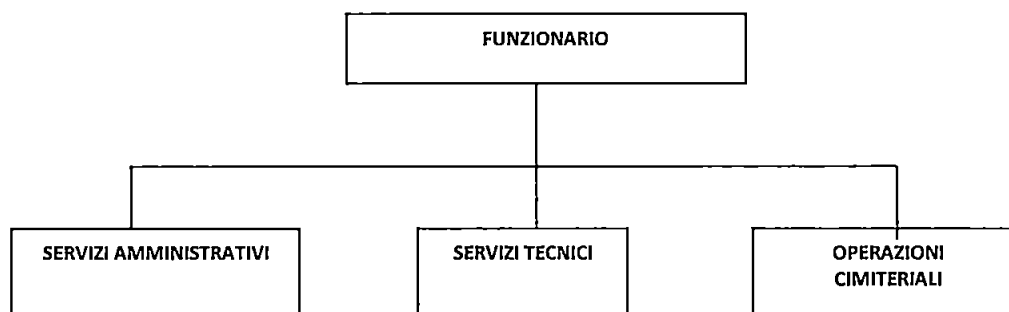 FUNZIONARIO
SERVIZI AMMINISTRATIVI
SERVIZI TECNICI
OPERAZIONI
CIMITERIALI